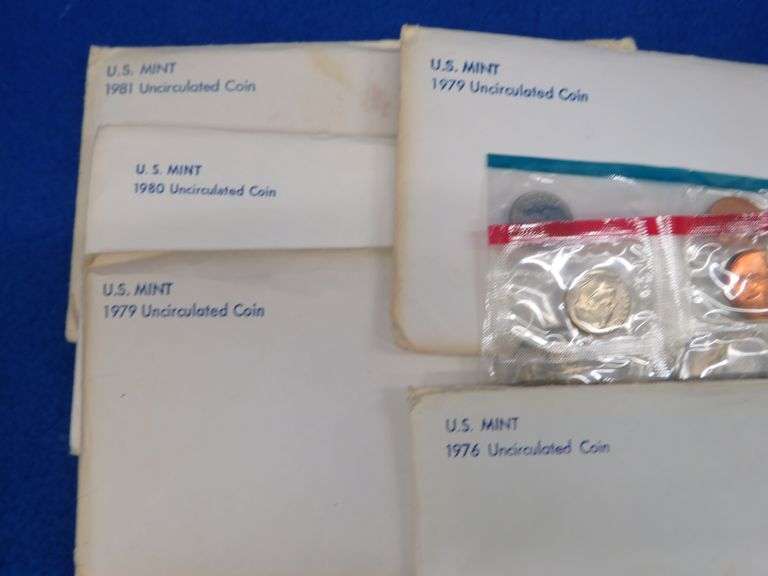 U.S. MINT
1981 Uncirculated Coin
U.S. MINT
1979 Uncirculated Coin
U. S. MINT
1980 Uncirculated Coin
U.S. MINT
1979 Uncirculated Coin
U.S. MINT
1976 Uncirculated Coin